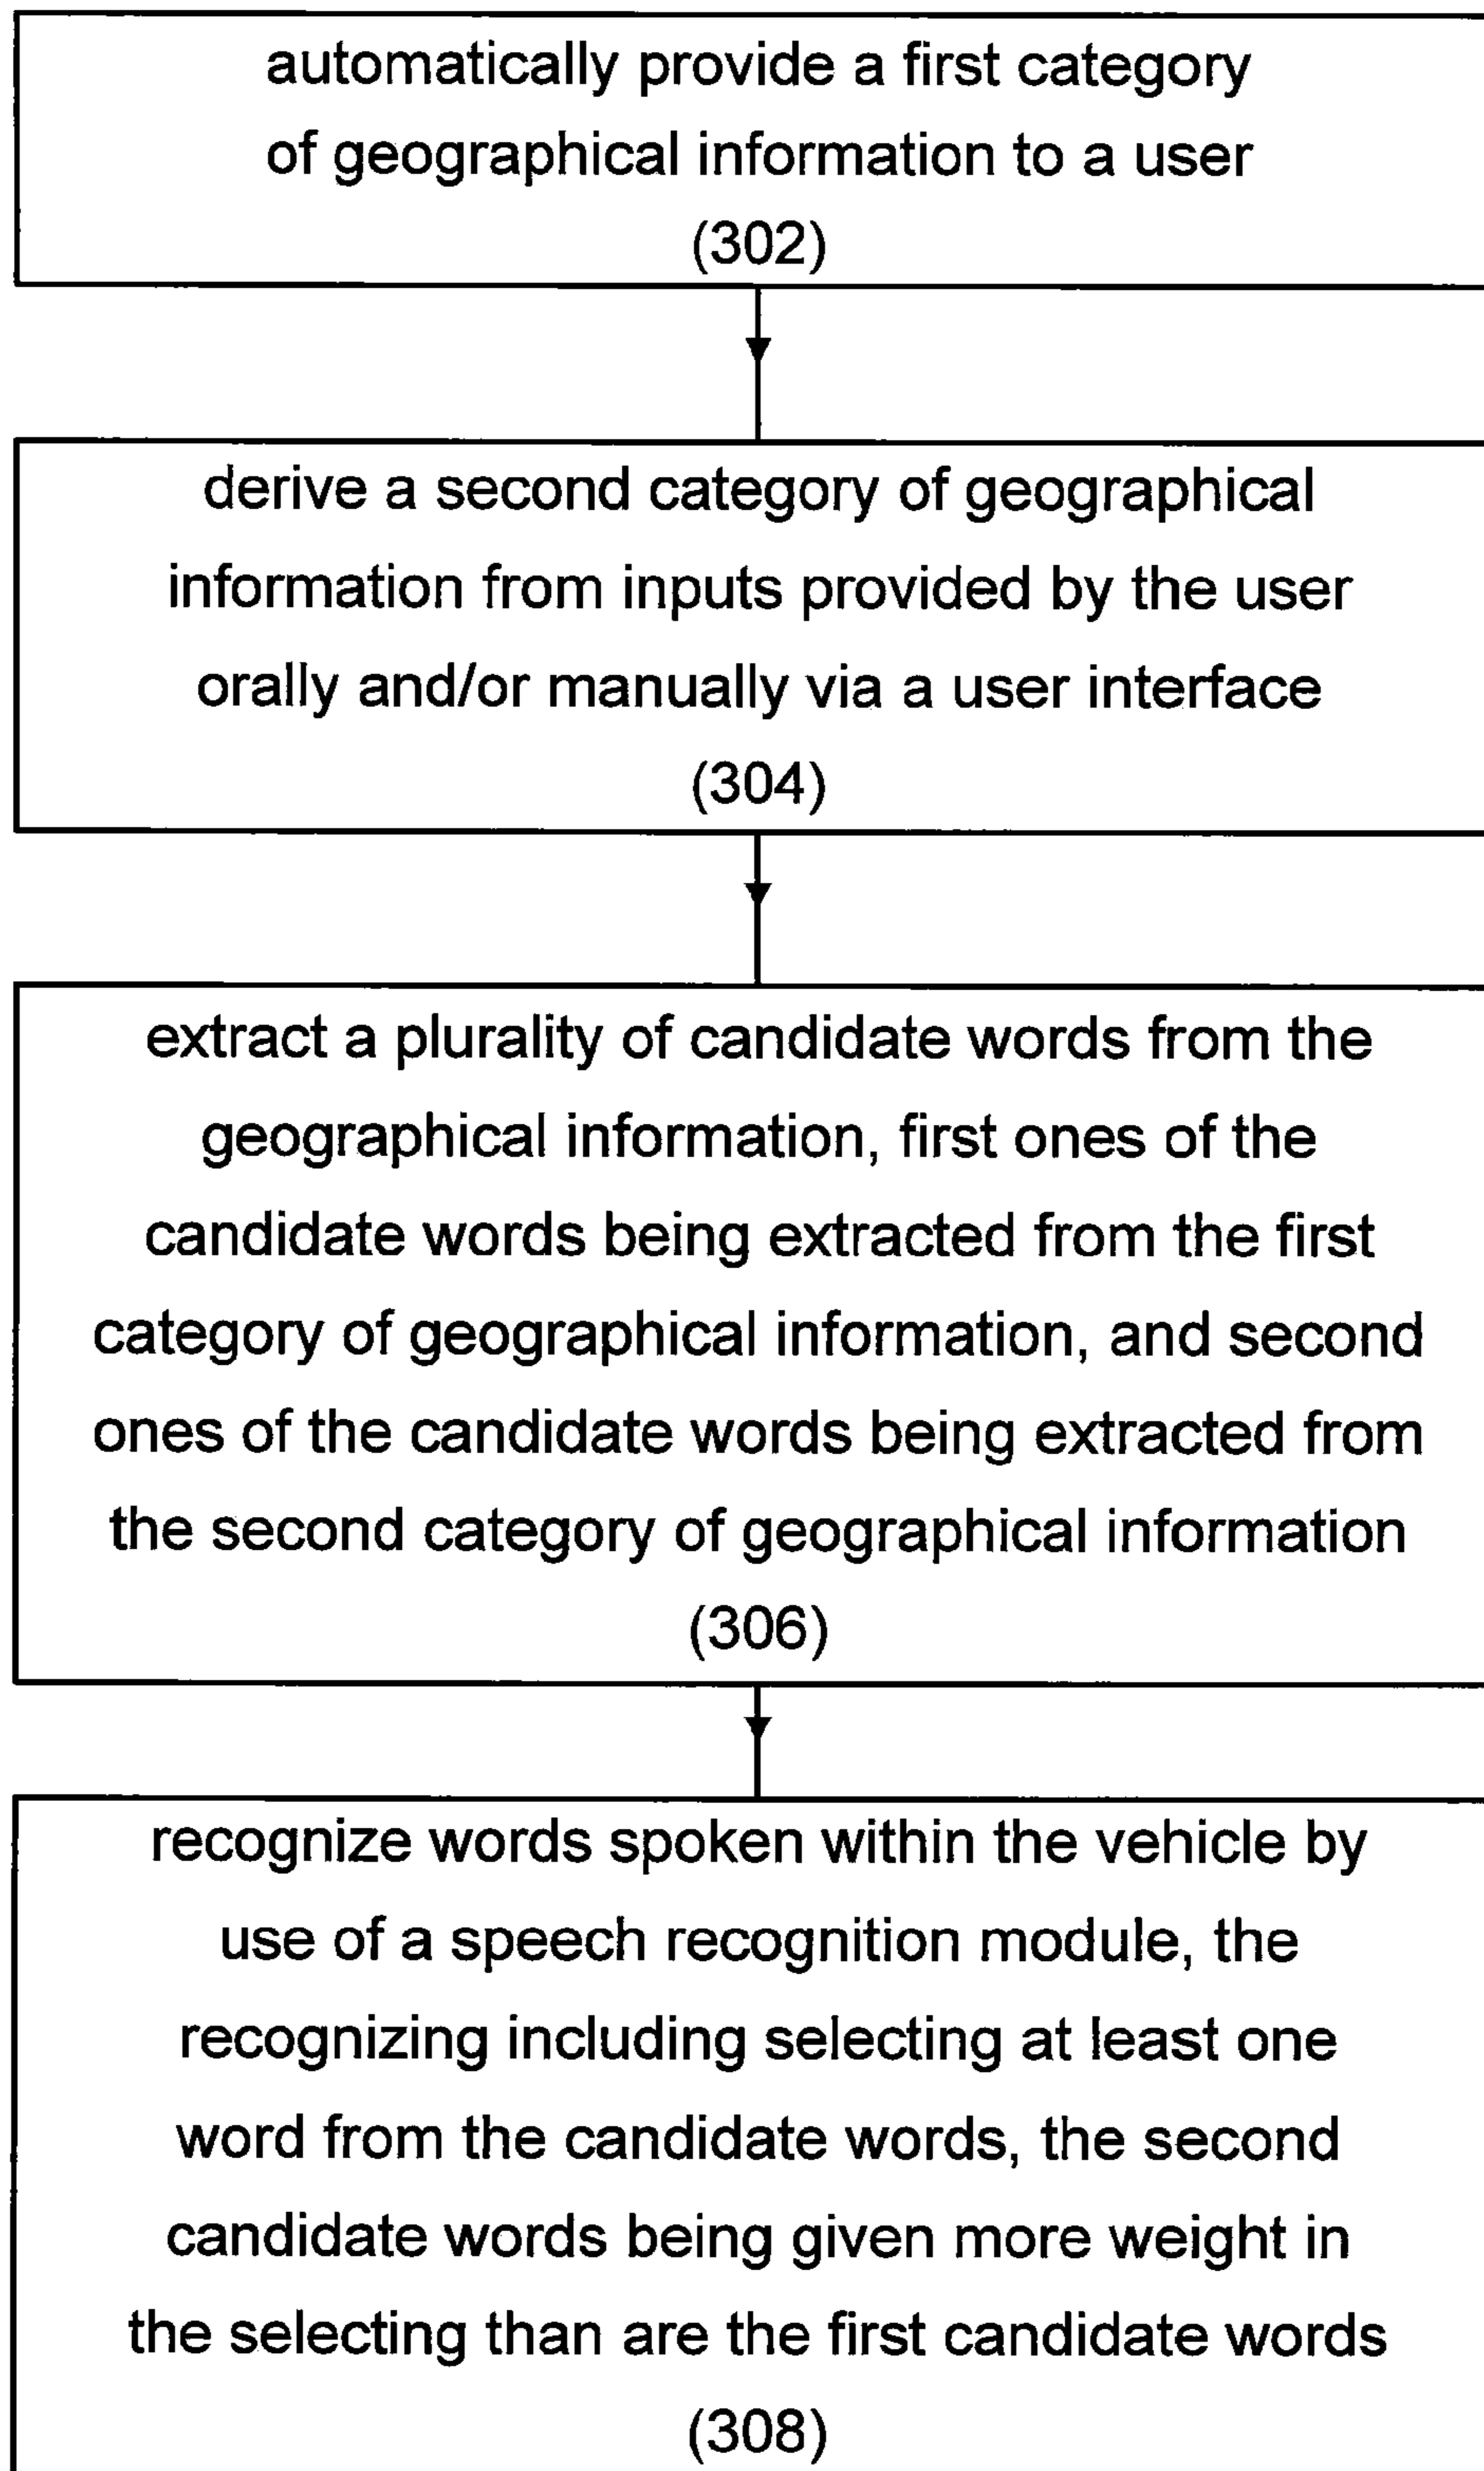 automatically provide a first category
of geographical information to a user
(302)
derive a second category of geographical
information from inputs provided by the user
orally and/or manually via a user interface
(304)
extract a plurality of candidate words from the
geographical information, first ones of the
candidate words being extracted from the first
category of geographical information, and second
ones of the candidate words being extracted from
the second category of geographical information
(306)
recognize words spoken within the vehicle by
use of a speech recognition module, the
recognizing including selecting at least one
word from the candidate words, the second
candidate words being given more weight in
the selecting than are the first candidate words
(308)